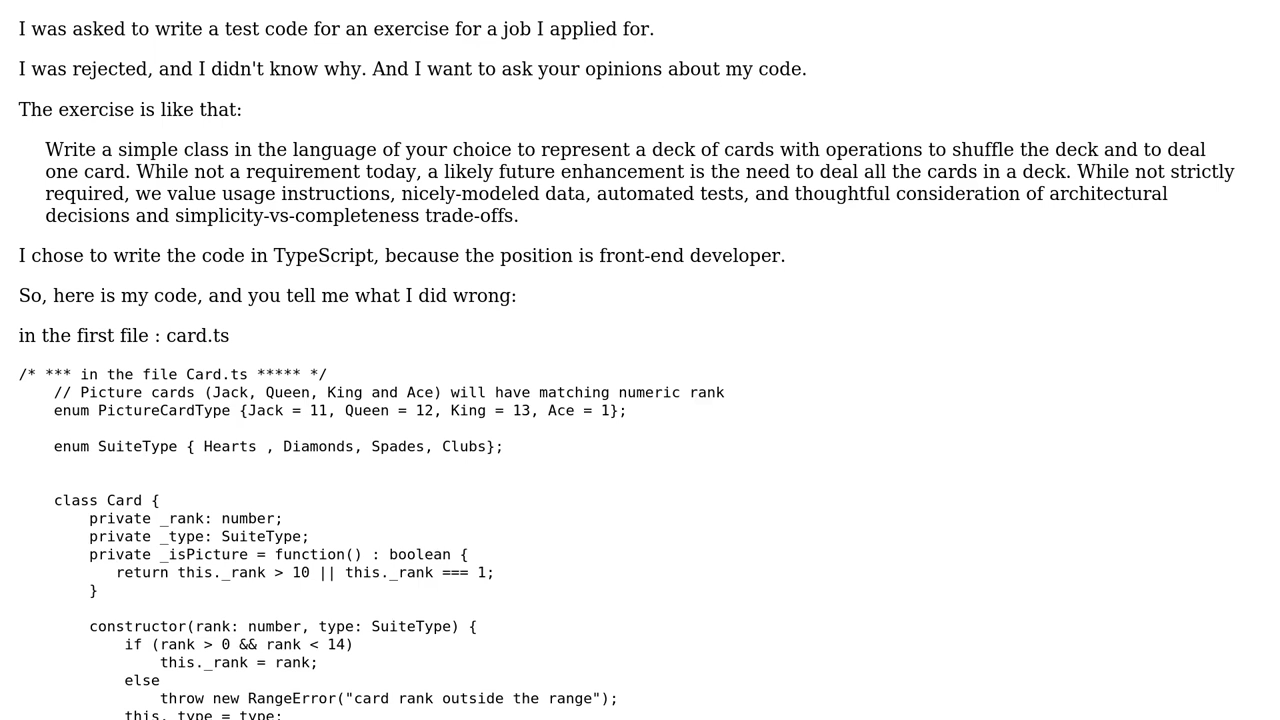 I was asked to write a test code for an exercise for a job I applied for.
I was rejected, and I didn't know why. And I want to ask your opinions about my code.
The exercise is like that:
Write a simple class in the language of your choice to represent a deck of cards with operations to shuffle the deck and to deal
one card. While not a requirement today, a likely future enhancement is the need to deal all the cards in a deck. While not strictly
required, we value usage instructions, nicely-modeled data, automated tests, and thoughtful consideration of architectural
decisions and simplicity-vs-completeness trade-offs.
I chose to write the code in TypeScript, because the position is front-end developer.
So, here is my code, and you tell me what I did wrong:
in the first file : card.ts
/* *** in the file Card.ts ***** */
// Picture cards (Jack, Queen, King and Ace) will have matching numeric rank
enum PictureCardType {Jack = 11, Queen = 12, King = 13, Ace = 1};
enum SuiteType { Hearts , Diamonds, Spades, Clubs};
class Card {
private _rank: number;
private _type: SuiteType;
private _isPicture = function() : boolean {
return this._rank > 10 || this._rank === 1;
}
constructor(rank: number, type: SuiteType) {
if (rank > 0 && rank < 14)
this._rank = rank;
else
throw new RangeError("card rank outside the range");
this._type = type;